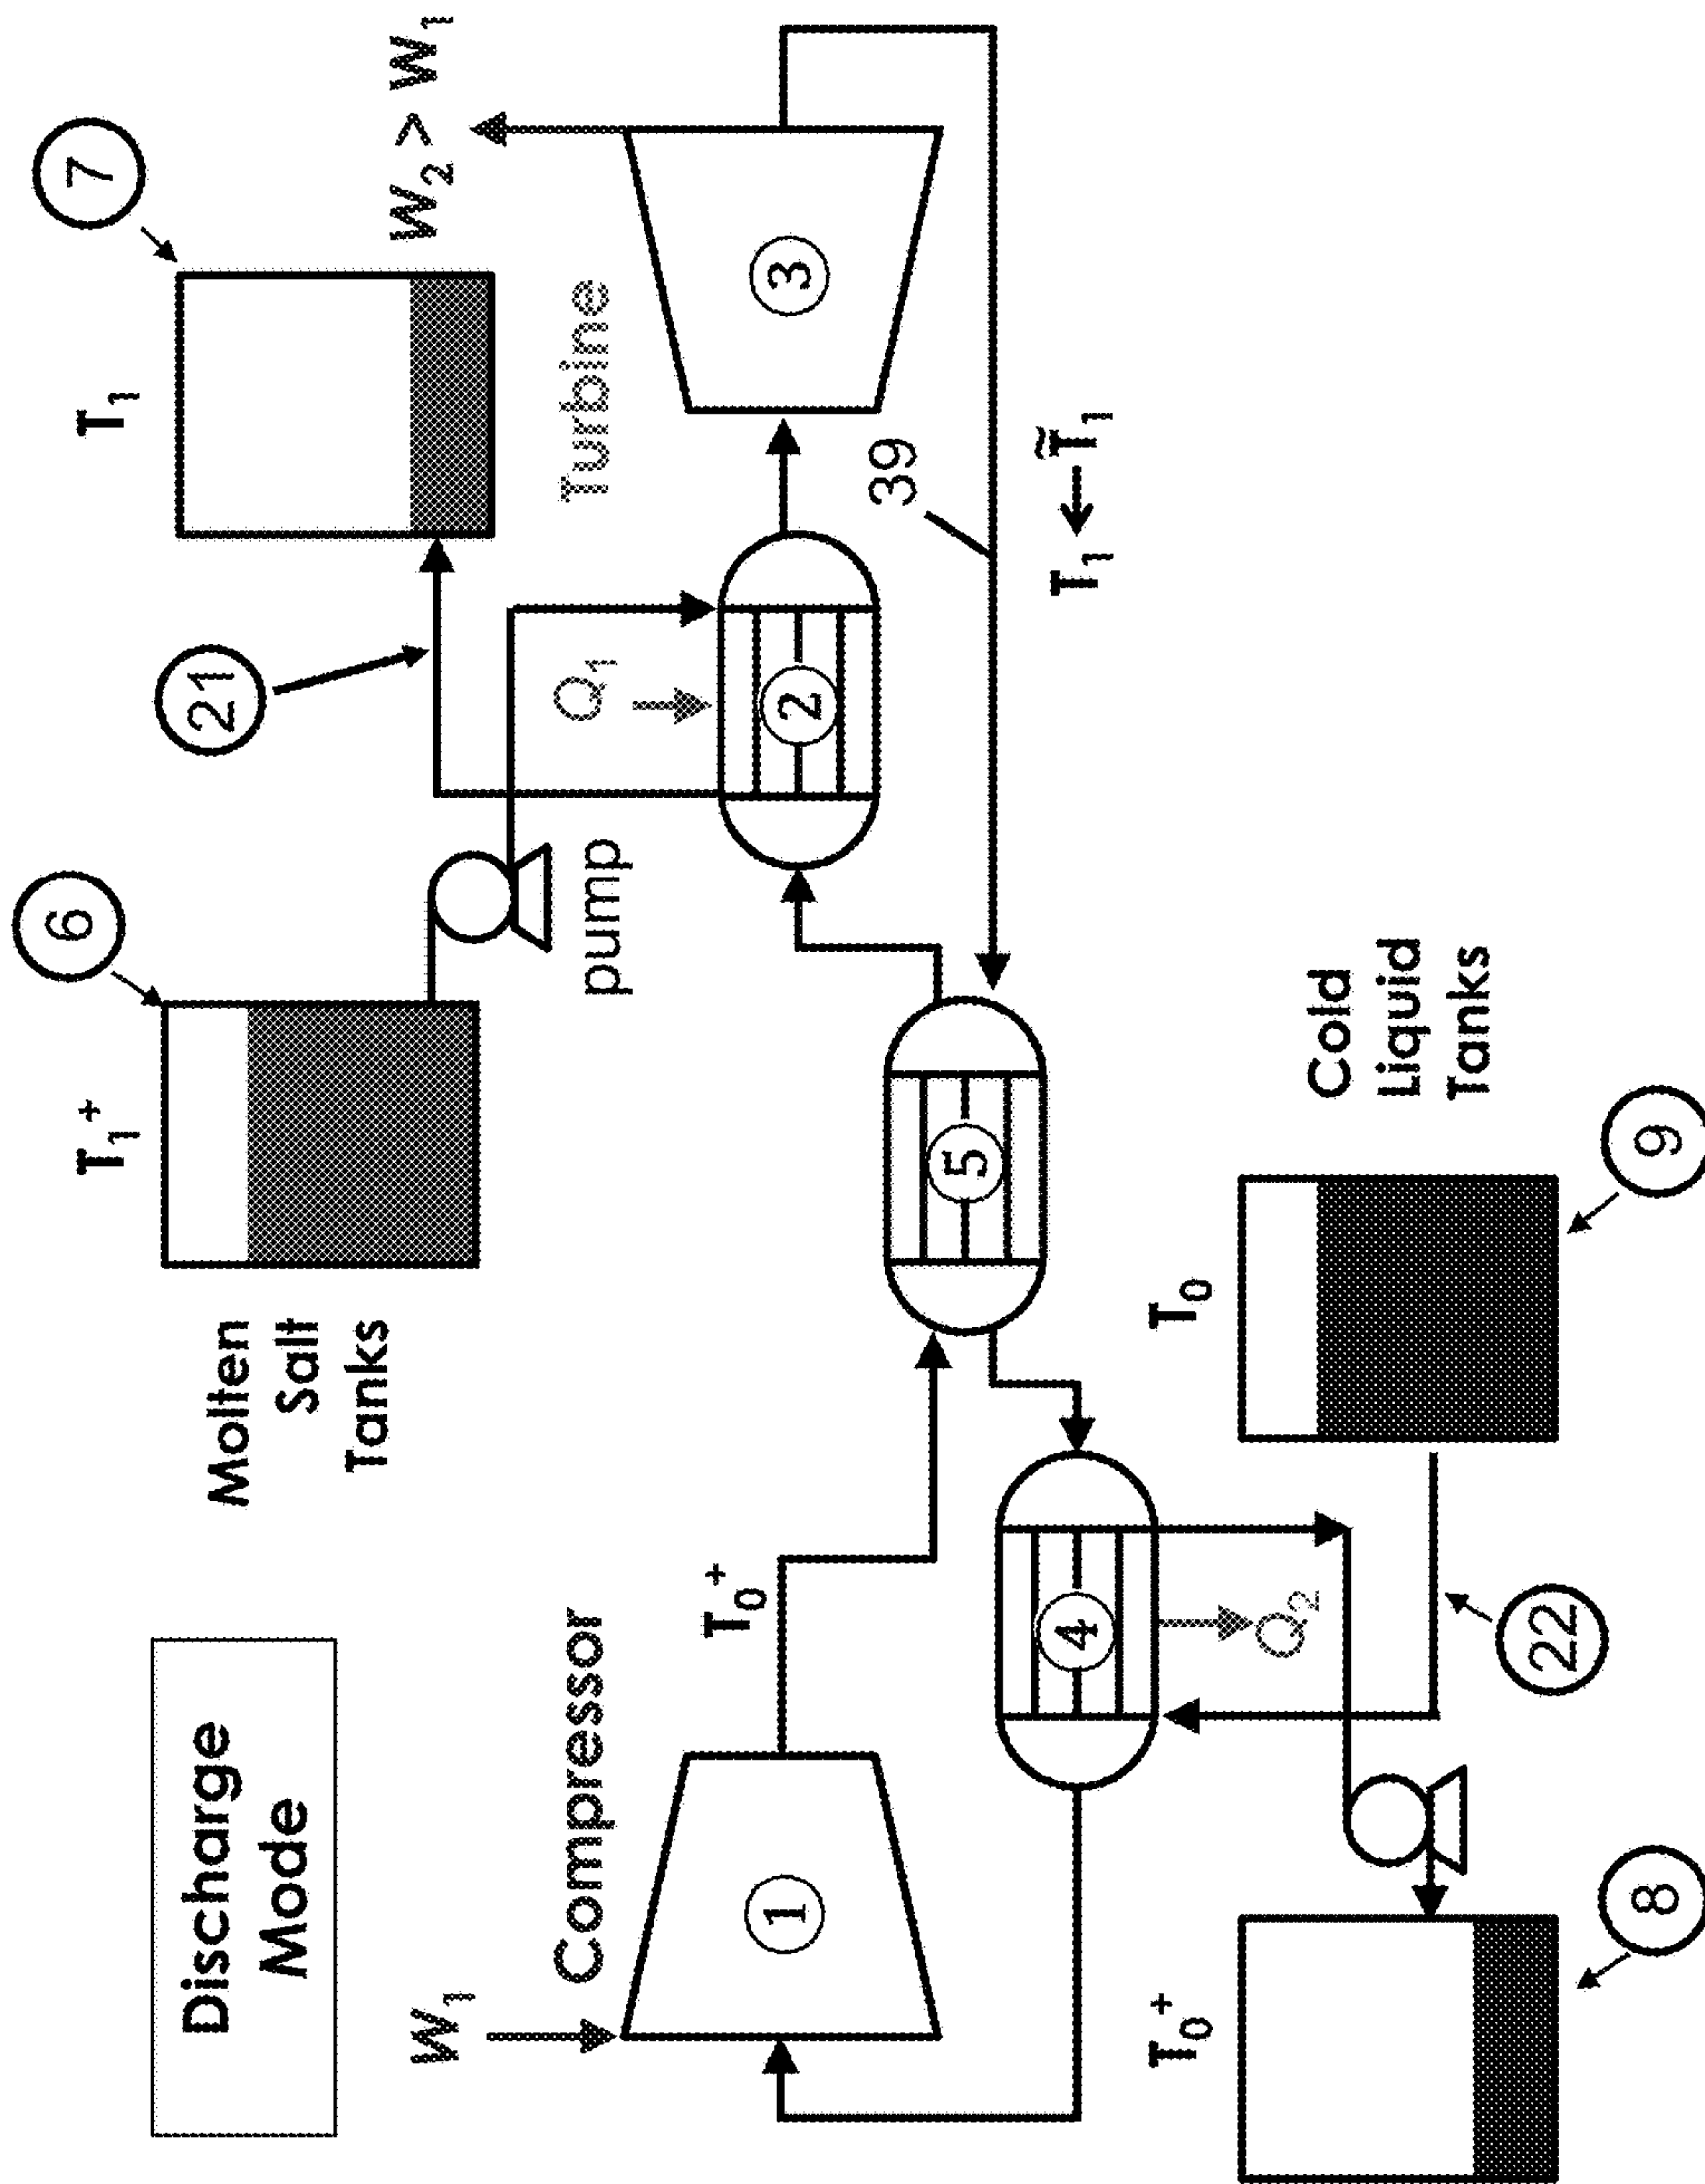 Discharge
Mode
Molten
Salt
Tanks
T₁⁺
6
pump
21
T₁
7
W₁
Compressor
1
T₀⁺
Q₁
2
Turbine
W₂ > W₁
3
5
39
T₁ ← T̃₁
4
Q₂
T₀⁺
8
22
T₀
9
Cold
Liquid
Tanks